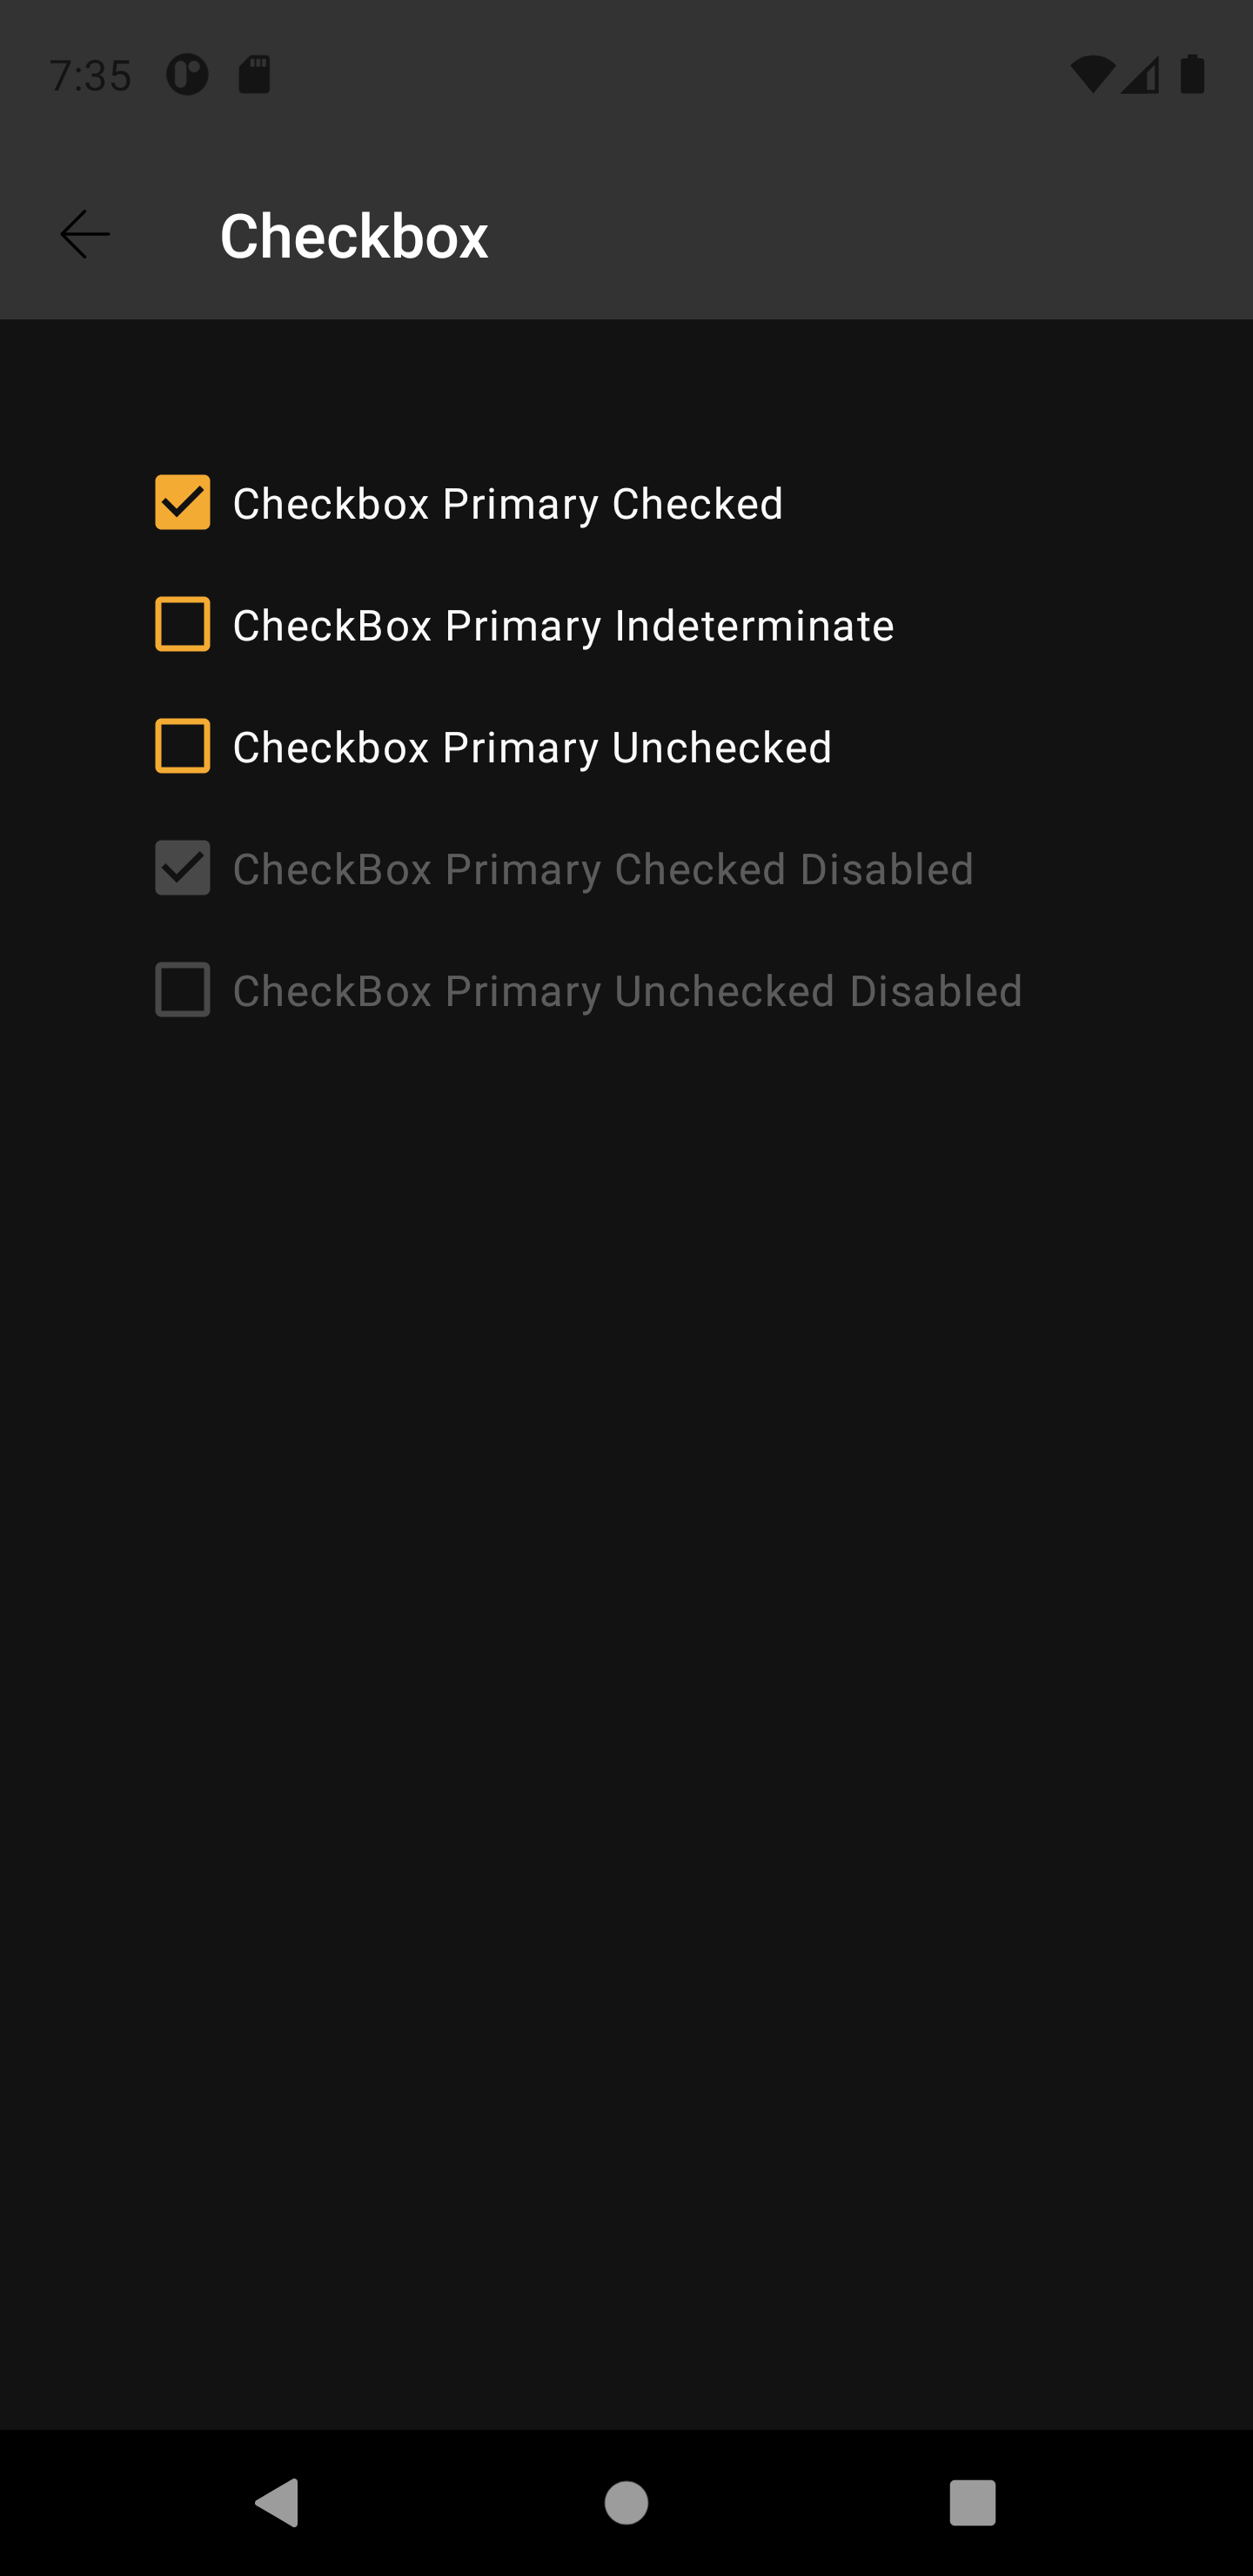 7:35
Checkbox
Checkbox Primary Checked
CheckBox Primary Indeterminate
Checkbox Primary Unchecked
CheckBox Primary Checked Disabled
CheckBox Primary Unchecked Disabled